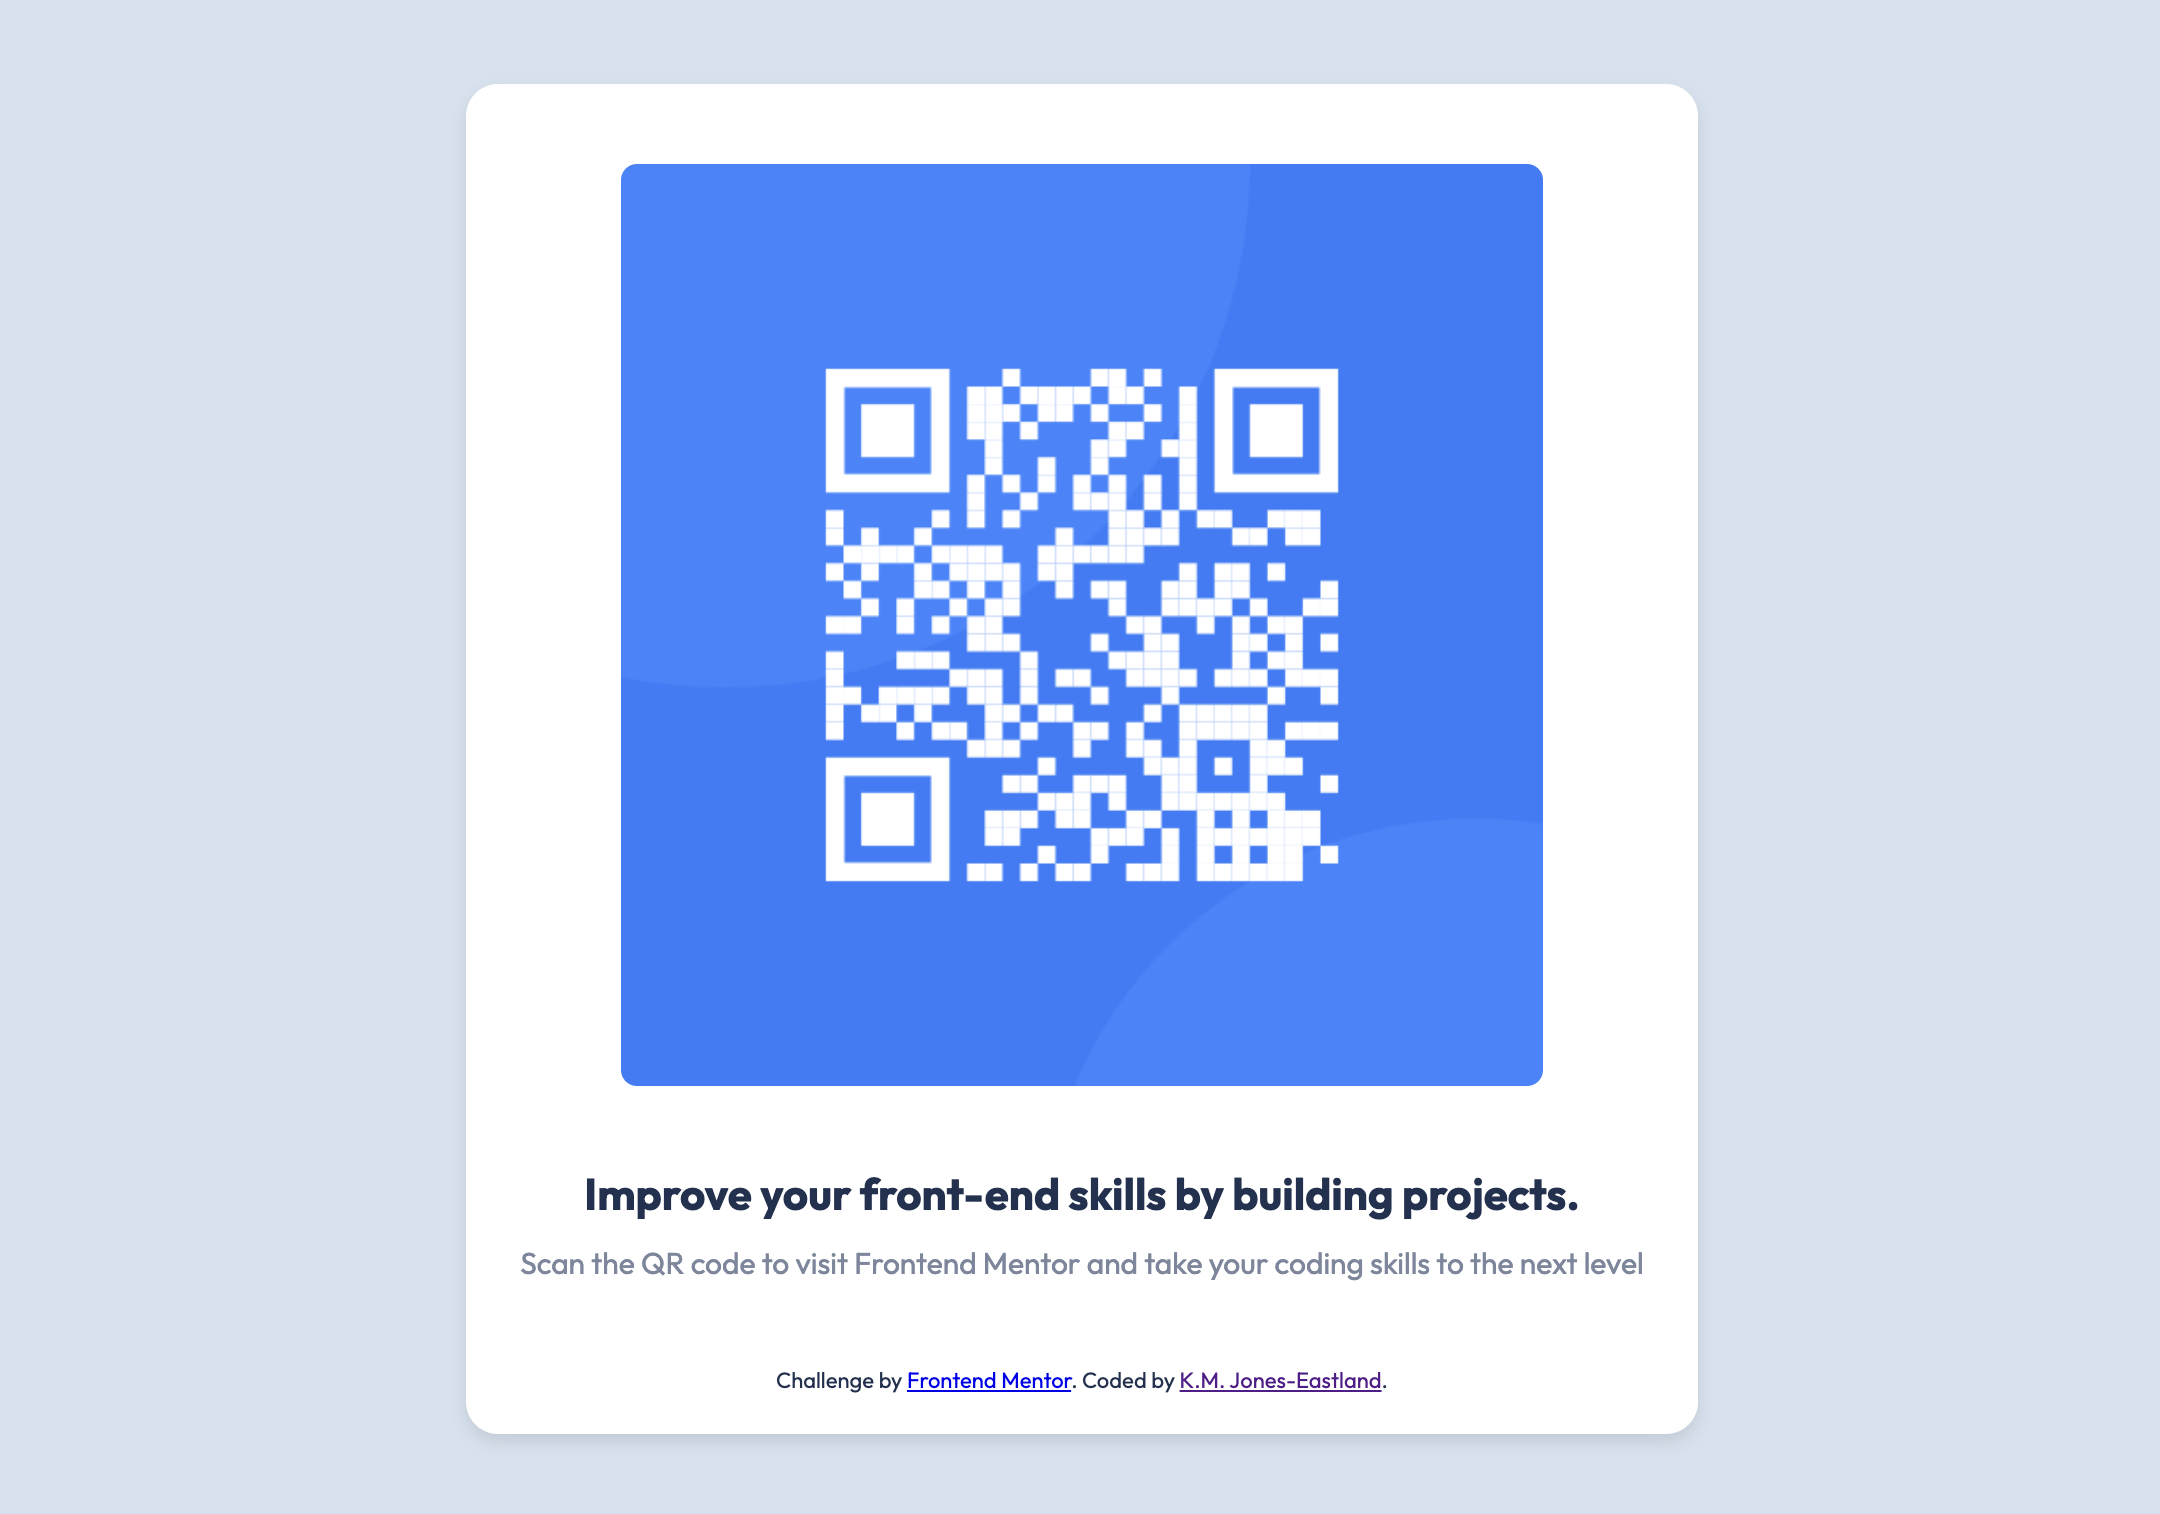 Improve your front-end skills by building projects.
Scan the QR code to visit Frontend Mentor and take your coding skills to the next level
Challenge by Frontend Mentor. Coded by K.M. Jones-Eastland.